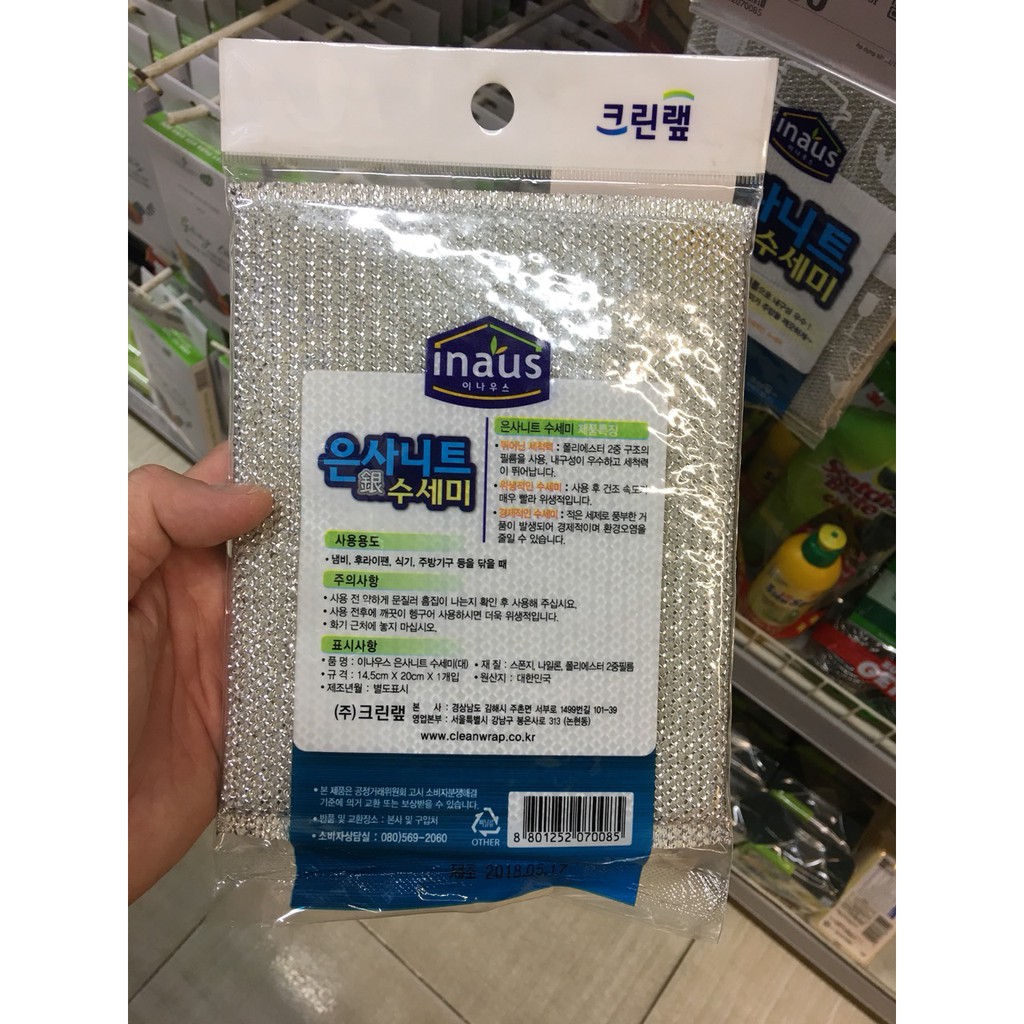 크린랲
inaus
이나우스
은사니트
銀 수세미
은사니트 수세미 제품특장
• 뛰어난 세척력 : 폴리에스터 2중 구조의
필름을 사용, 내구성이 우수하고 세척력
이 뛰어납니다.
• 위생적인 수세미 : 사용 후 건조 속도가
매우 빨라 위생적입니다.
• 경제적인 수세미 : 적은 세제로 풍부한 거
품이 발생되어 경제적이며 환경오염을
줄일 수 있습니다.
사용용도
• 냄비, 후라이팬, 식기, 주방기구 등을 닦을 때
주의사항
• 사용 전 약하게 문질러 흠집이 나는지 확인 후 사용해 주십시요.
• 사용 전후에 깨끗이 헹구어 사용하시면 더욱 위생적입니다.
• 화기 근처에 놓지 마십시오.
표시사항
• 품 명 : 이나우스 은사니트 수세미(대) • 재 질 : 스폰지, 나일론, 폴리에스터 2중필름
• 규 격 : 14.5cm X 20cm X 1개입 • 원산지 : 대한민국
• 제조년월 : 별도표시
(주)크린랲
본 사 : 경상남도 김해시 주촌면 서부로 1499번길 101-39
영업본부 : 서울특별시 강남구 봉은사로 313 (논현동)
www.cleanwrap.co.kr
• 본 제품은 공정거래위원회 고시 소비자분쟁해결
기준에 의거 교환 또는 보상받을 수 있습니다.
• 반품 및 교환장소 : 본사 및 구입처
• 소비자상담실 : 080)569-2060
비닐류
OTHER
8 801252 070085
제조 2018.05.17
4070085
inaus
이나우스
사니트
수세미